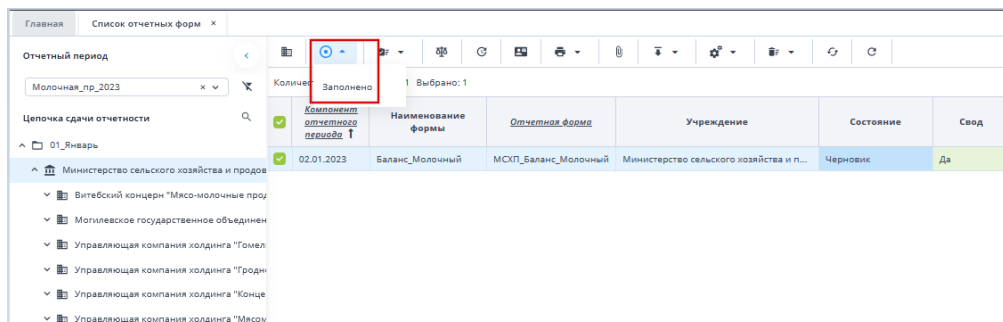 Главная Список отчетных форм ×
Отчетный период
Молочная_пр_2023
Цепочка сдачи отчетности
01_Январь
Министерство сельского хозяйства и продов
Витебский концерн "Мясо-молочные прод
Могилевское государственное объединен
Управляющая компания холдинга "Гомел
Управляющая компания холдинга "Гродн
Управляющая компания холдинга "Конце
Управляющая компания холдинга "Мясом
Заполнено
Количес 1 Выбрано: 1
Компонент отчетного периода
Наименование формы
Отчетная форма
Учреждение
Состояние
Свод
02.01.2023 Баланс_Молочный МСХП_Баланс_Молочный Министерство сельского хозяйства и п... Черновик Да